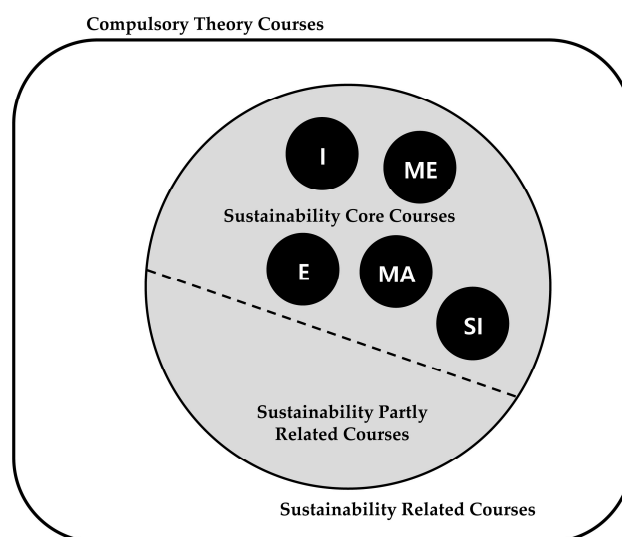 Compulsory Theory Courses
I
ME
Sustainability Core Courses
E
MA
SI
Sustainability Partly
Related Courses
Sustainability Related Courses